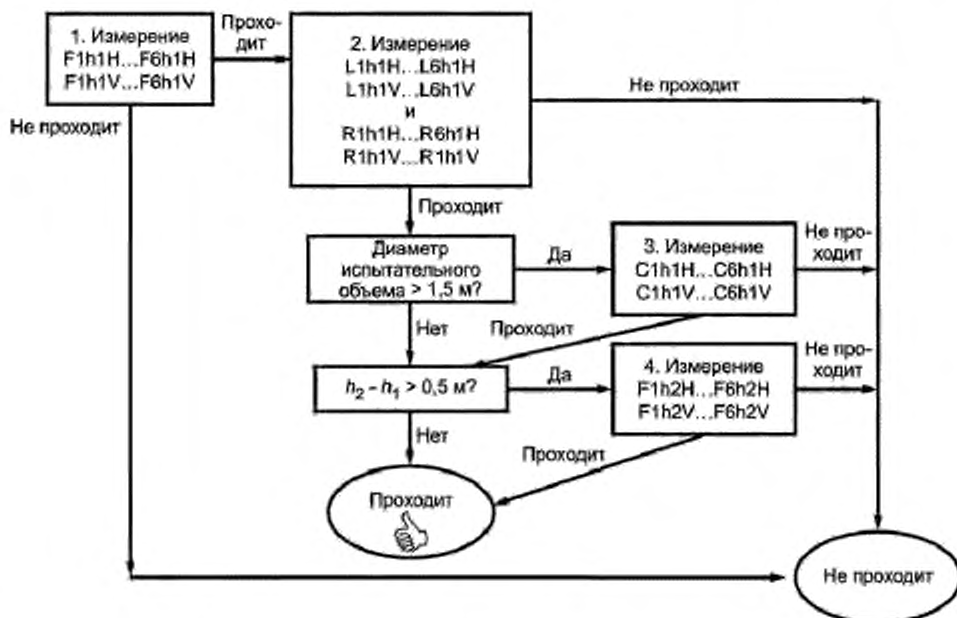 1. Измерение
F1h1H...F6h1H
F1h1V...F6h1V
Прохо-
дит
2. Измерение
L1h1H...L6h1H
L1h1V...L6h1V
и
R1h1H...R6h1H
R1h1V...R1h1V
Не проходит
Не проходит
Проходит
Диаметр
испытательного
объема > 1,5 м?
Да
3. Измерение
C1h1H...C6h1H
C1h1V...C6h1V
Не про-
ходит
Нет
Проходит
h2 – h1 > 0,5 м?
Да
4. Измерение
F1h2H...F6h2H
F1h2V...F6h2V
Не про-
ходит
Нет
Проходит
Проходит
Не проходит